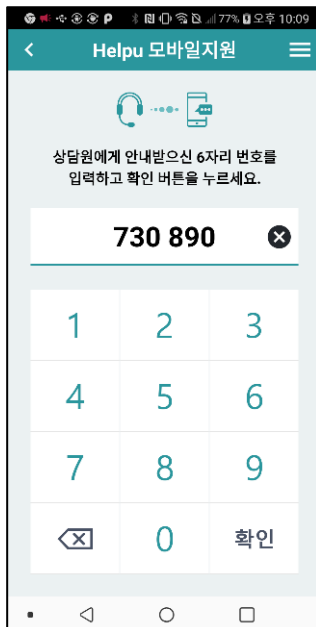 77% 오후 10:09
Helpu 모바일지원
상담원에게 안내받으신 6자리 번호를
입력하고 확인 버튼을 누르세요.
730 890
1 2 3
4 5 6
7 8 9
0 확인